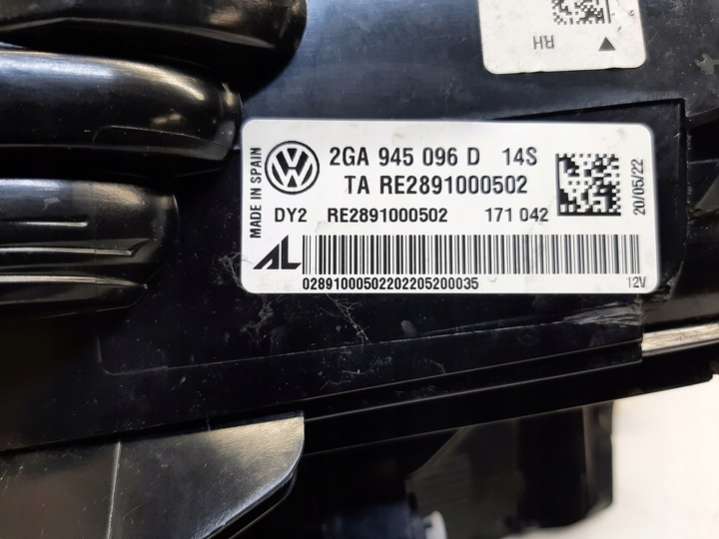 RH
MADE IN SPAIN
2GA 945 096 D 14S
TA RE2891000502
DY2 RE2891000502 171 042
20/05/22
AL
02891000502202205200035
12V